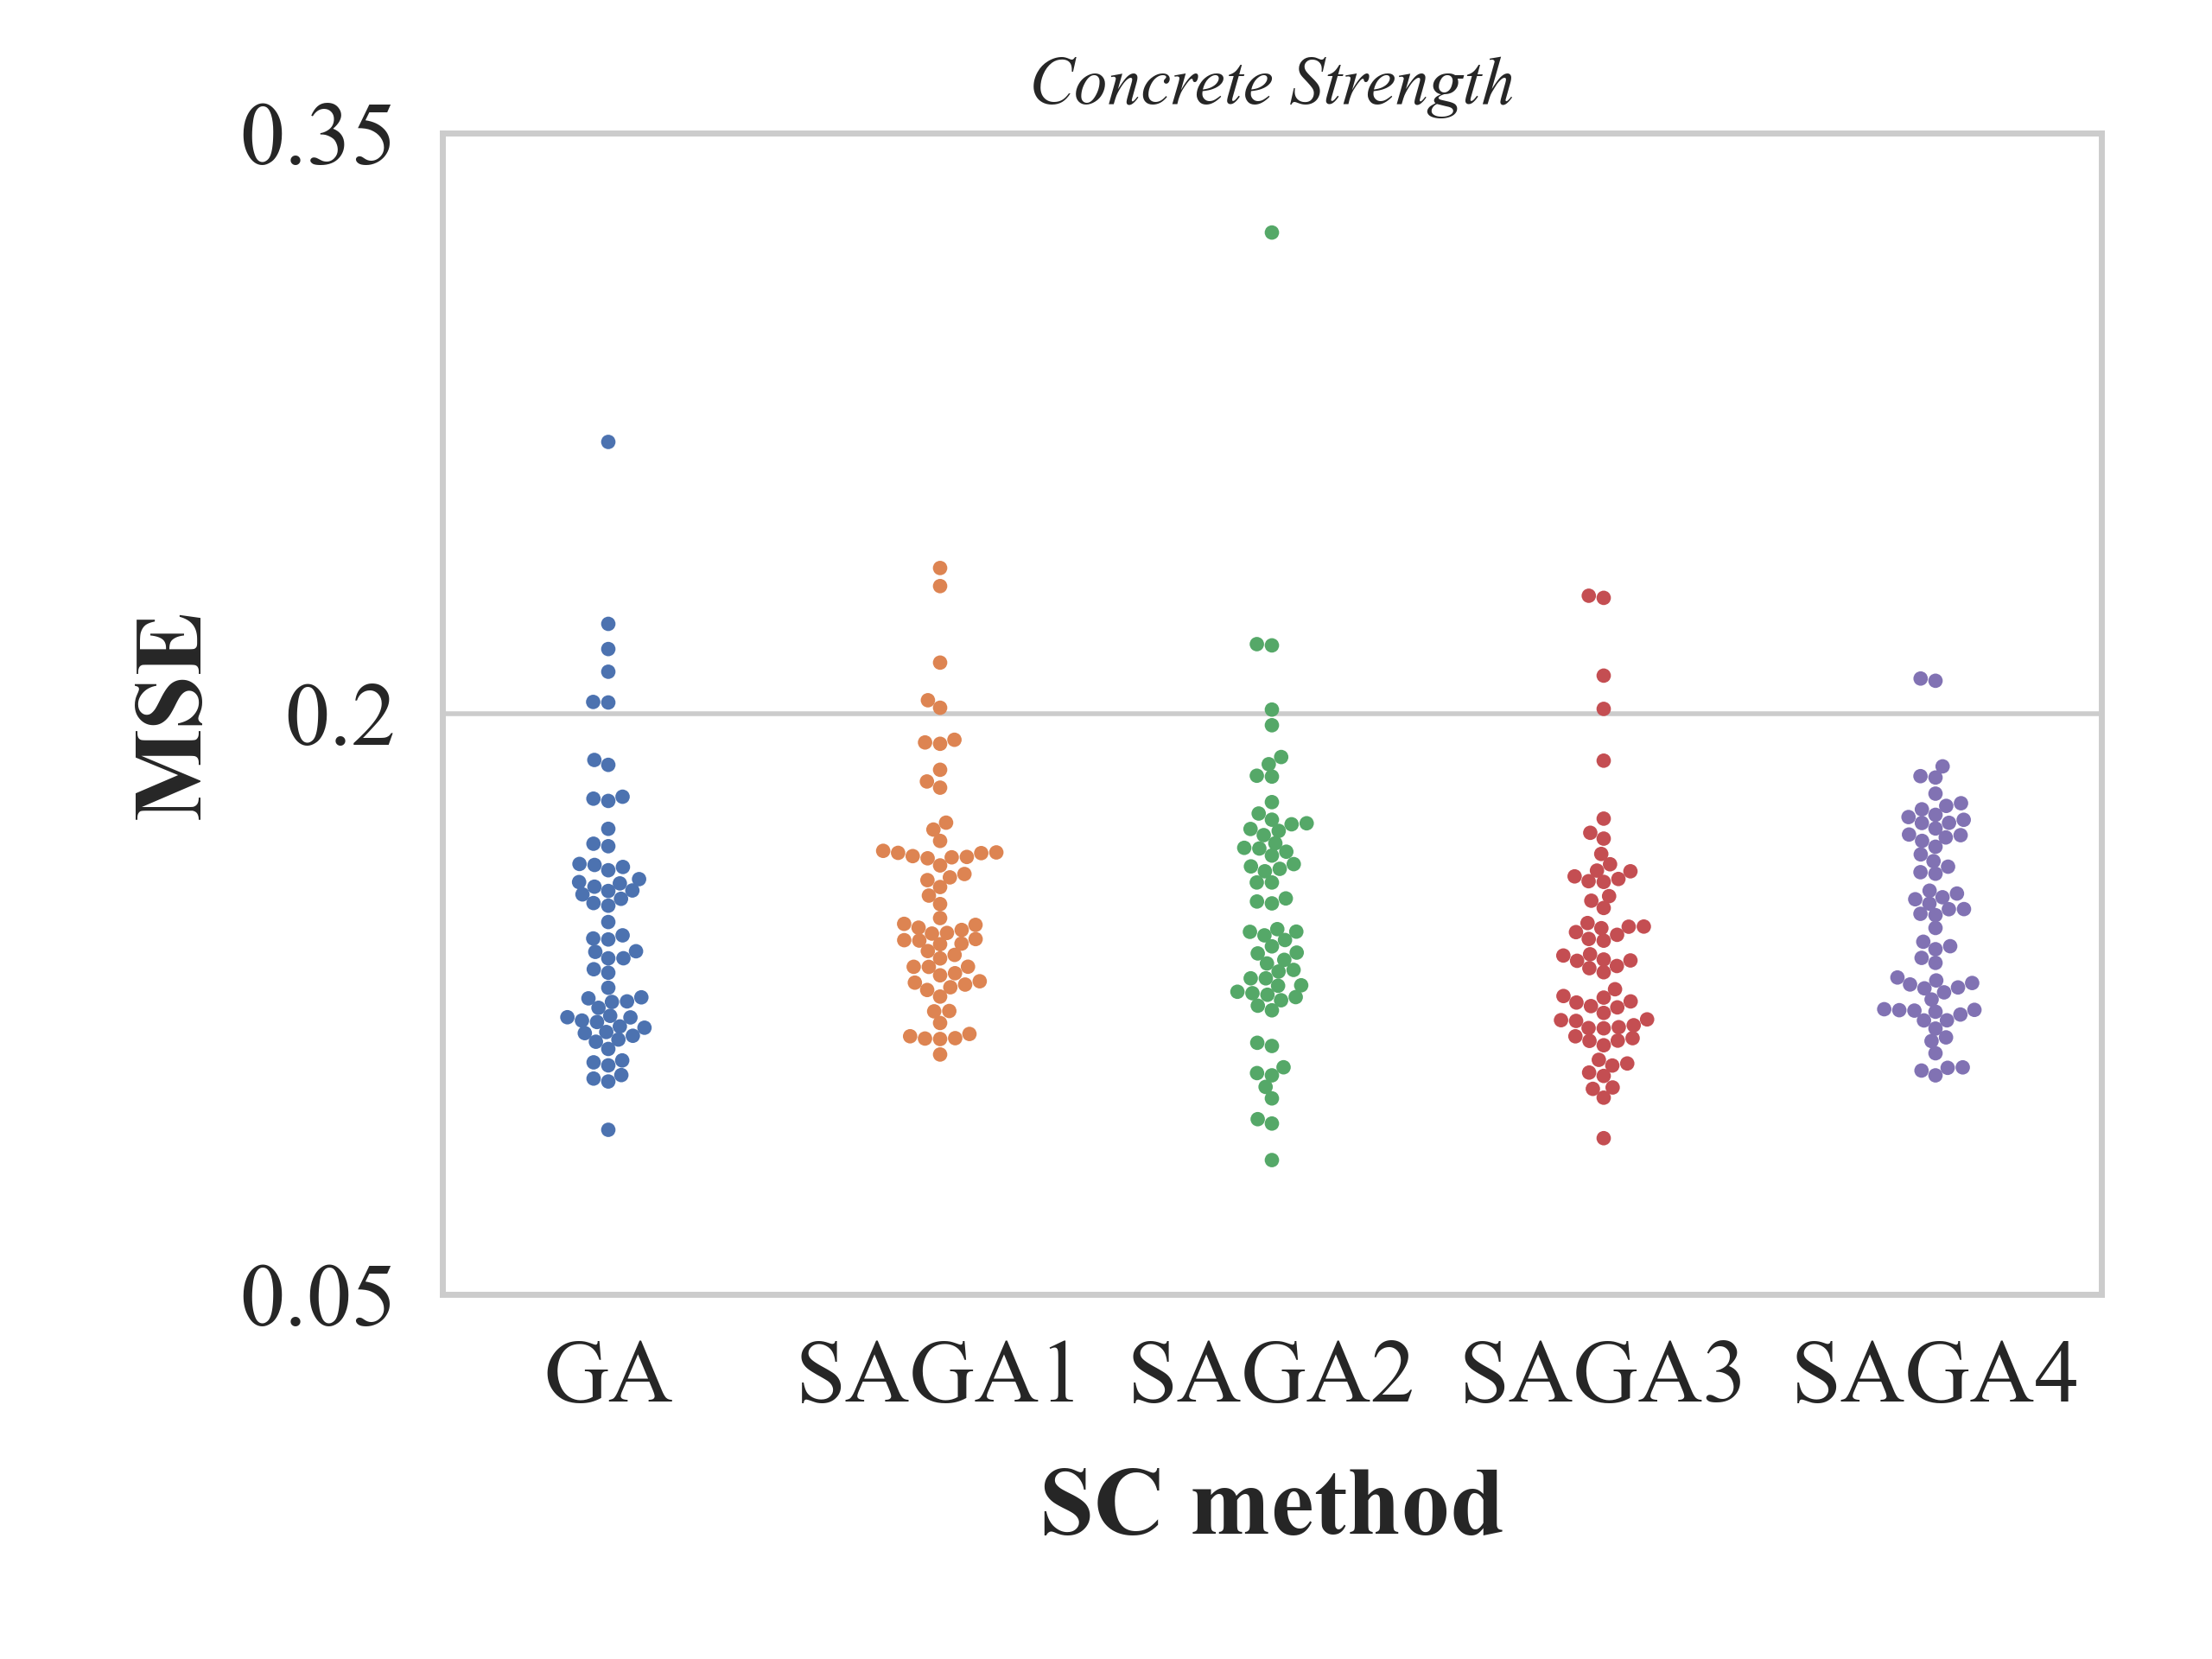 Concrete Strength
0.35
0.2
0.05
MSE
GA SAGA1 SAGA2 SAGA3 SAGA4
SC method